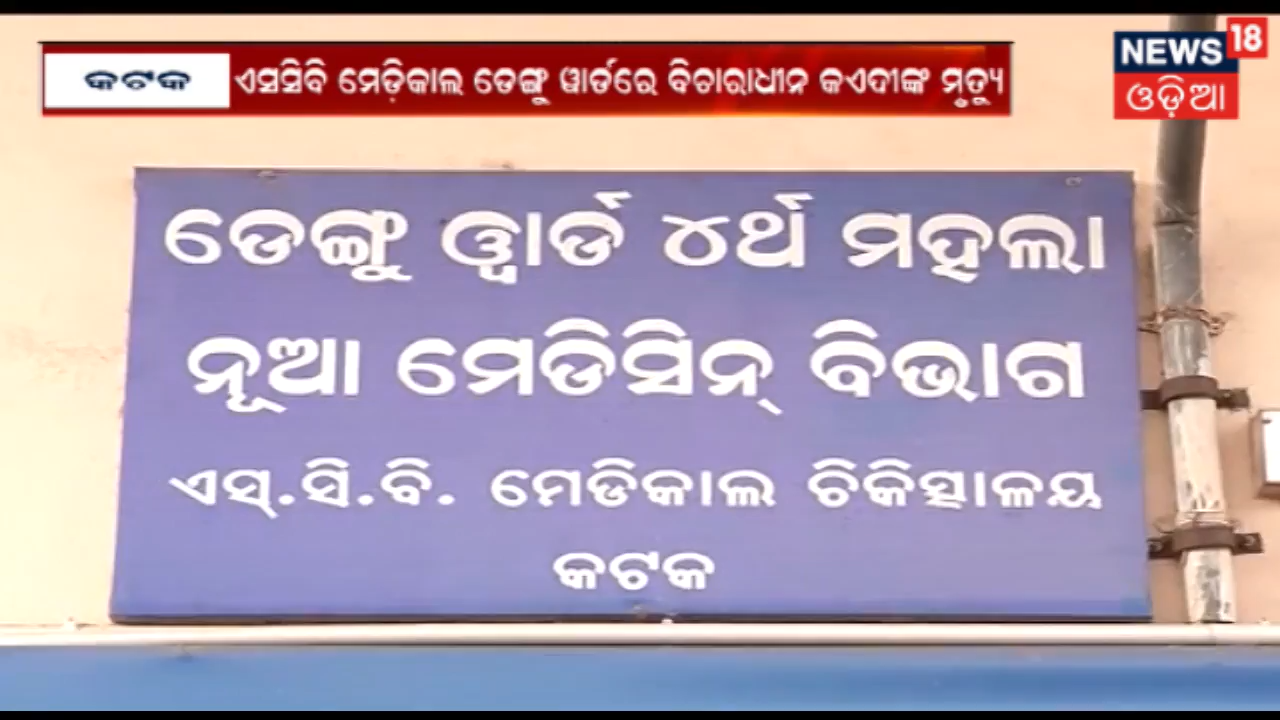 କଟକ ଏସସିବି ମେଡ଼ିକାଲ ଡେଙ୍ଗୁ ୱାର୍ଡରେ ବିଚାରାଧୀନ କଏଦୀଙ୍କ ମୃତ୍ୟୁ
NEWS 18
ଓଡ଼ିଆ
ଡେଙ୍ଗୁ ୱାର୍ଡ ୪ର୍ଥ ମହଲା
ନୂଆ ମେଡିସିନ୍ ବିଭାଗ
ଏସ୍.ସି.ବି. ମେଡିକାଲ ଚିକିତ୍ସାଳୟ
କଟକ